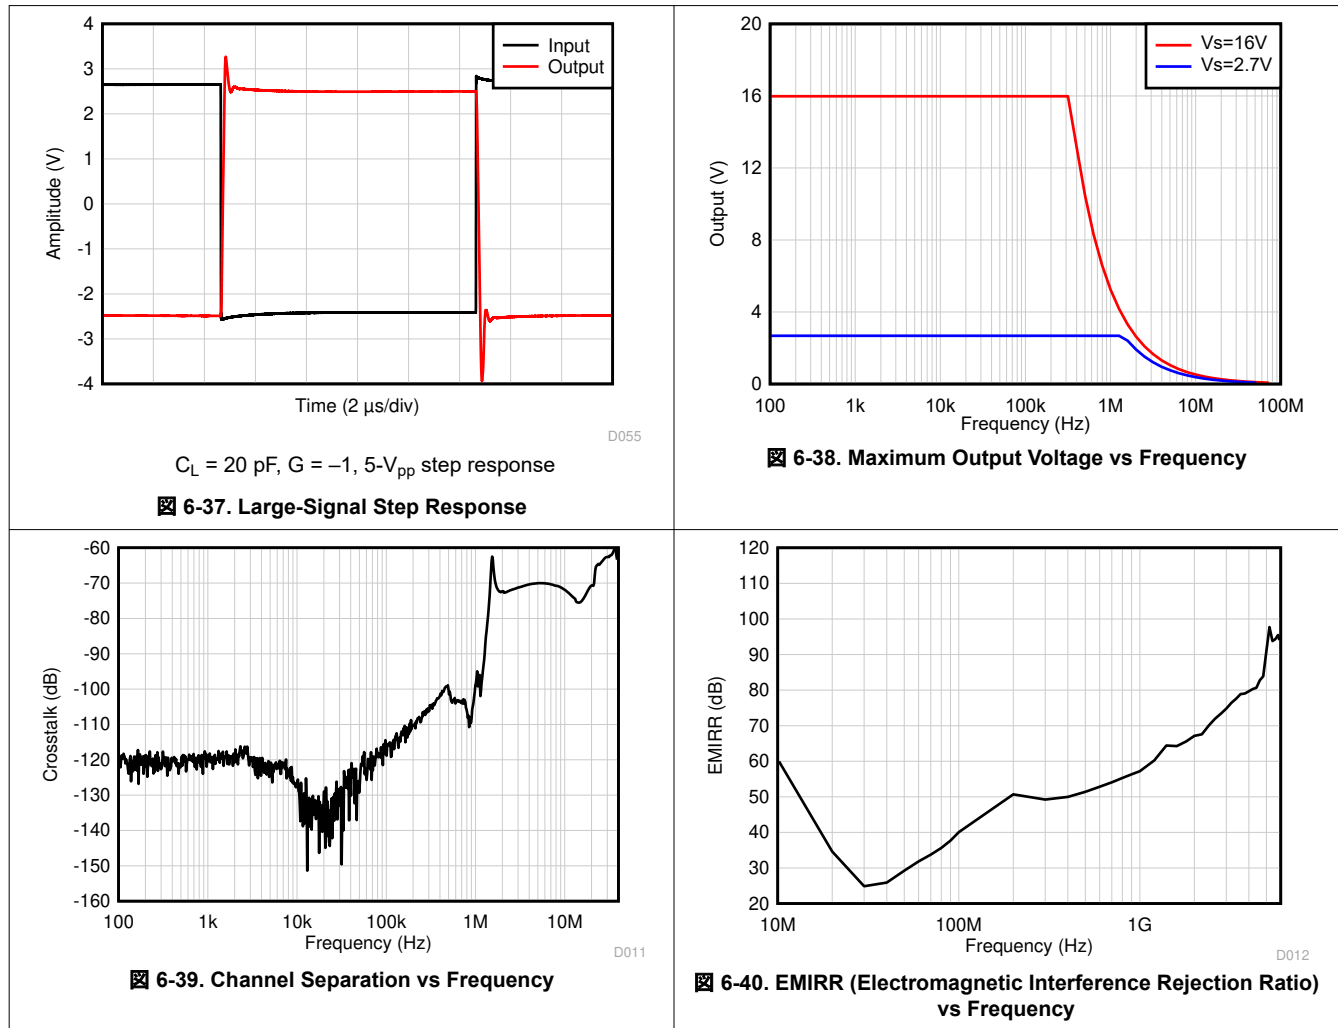 4
3
2
1
0
-1
-2
-3
-4
Amplitude (V)
Input
Output
Time (2 µs/div)
D055
C_L = 20 pF, G = –1, 5-V_pp step response
図 6-37. Large-Signal Step Response
20
16
12
8
4
0
Output (V)
Vs=16V
Vs=2.7V
100 1k 10k 100k 1M 10M 100M
Frequency (Hz)
図 6-38. Maximum Output Voltage vs Frequency
-60
-70
-80
-90
-100
-110
-120
-130
-140
-150
-160
Crosstalk (dB)
100 1k 10k 100k 1M 10M
Frequency (Hz)
D011
図 6-39. Channel Separation vs Frequency
120
110
100
90
80
70
60
50
40
30
20
EMIRR (dB)
10M 100M 1G
Frequency (Hz)
D012
図 6-40. EMIRR (Electromagnetic Interference Rejection Ratio)
vs Frequency